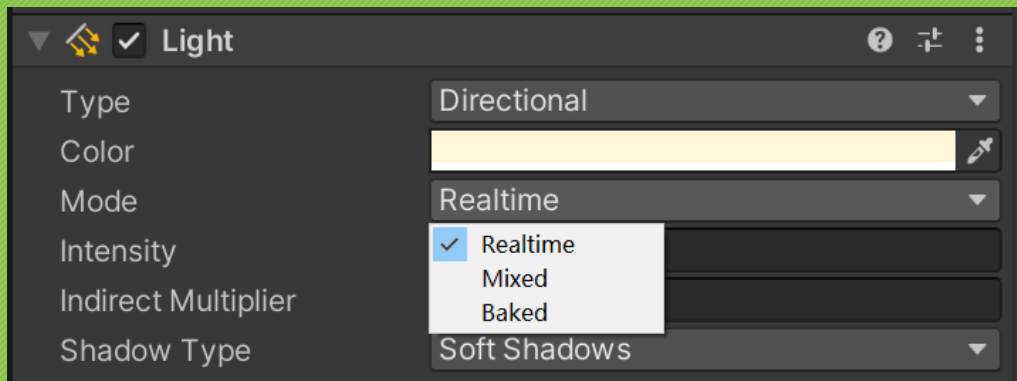 Light
Type Directional
Color
Mode Realtime
Intensity Realtime
Mixed
Indirect Multiplier
Baked
Shadow Type Soft Shadows